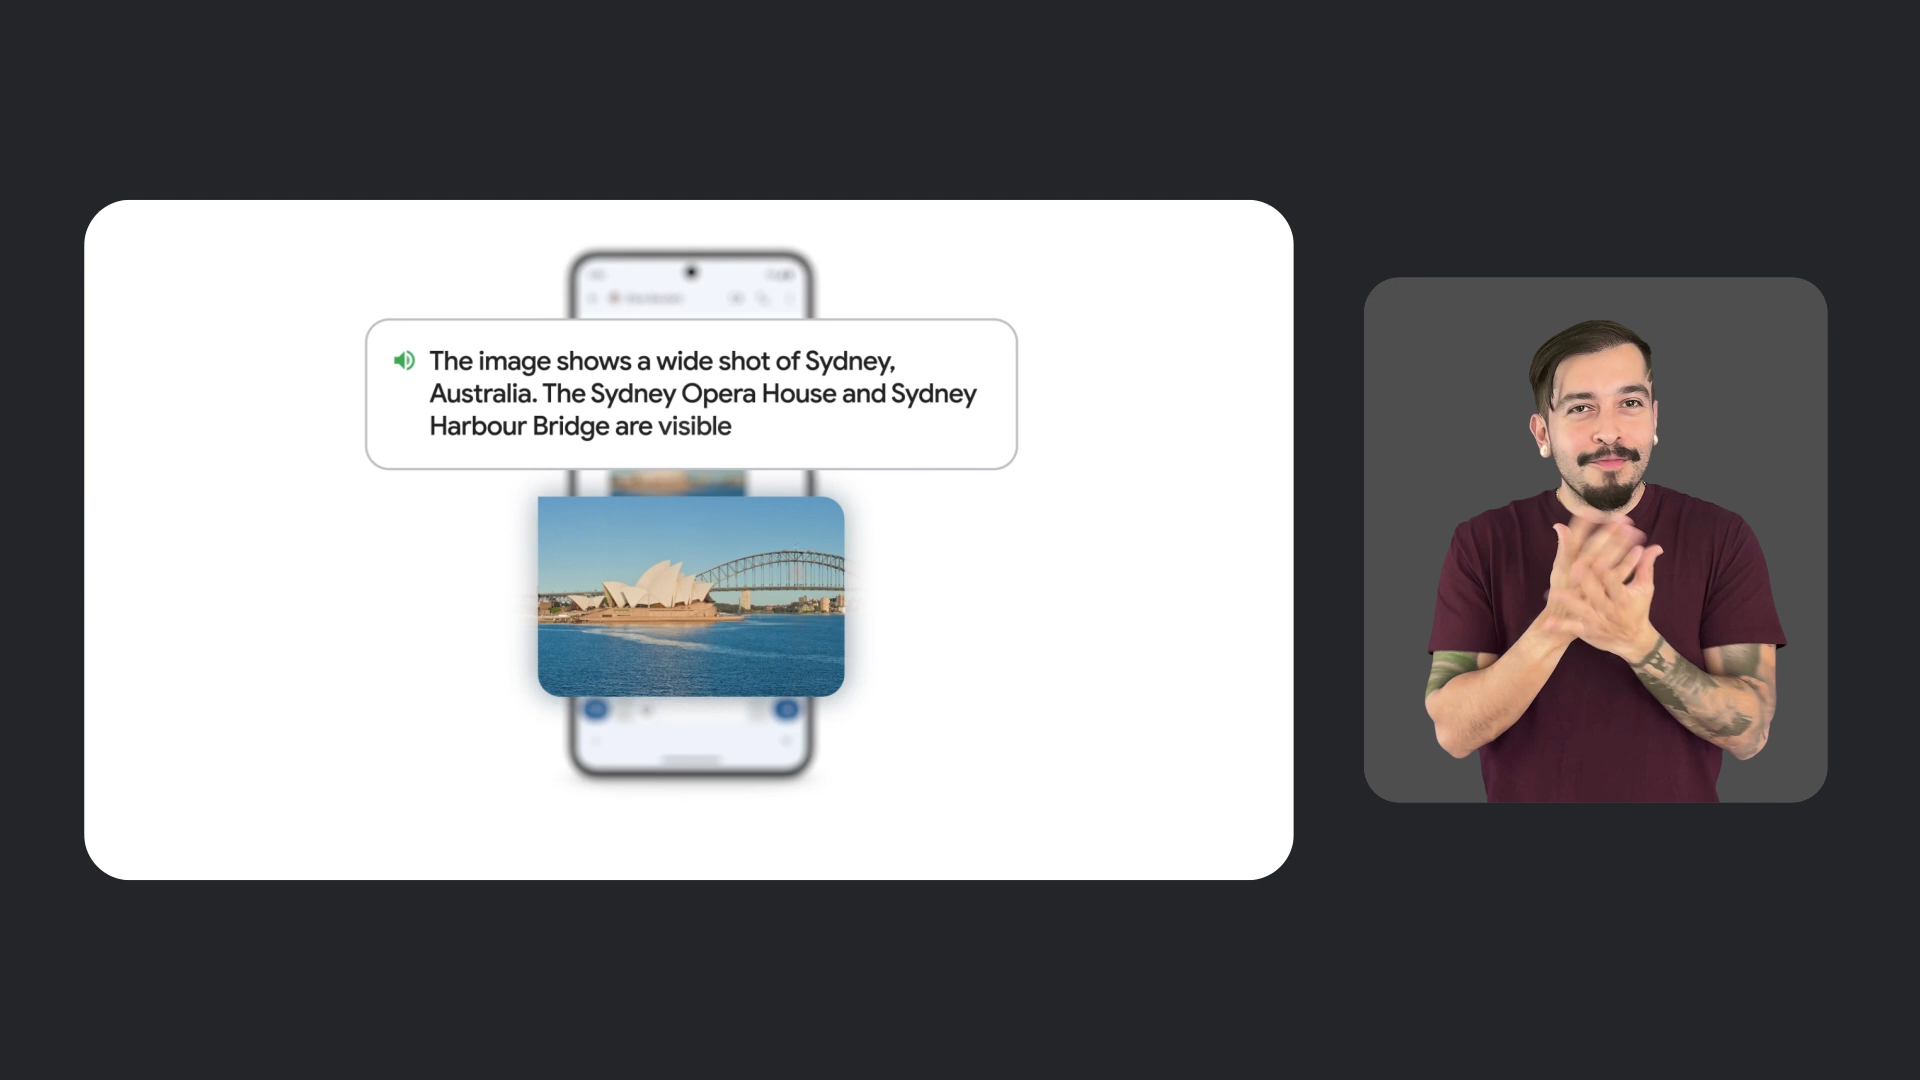 The image shows a wide shot of Sydney,
Australia. The Sydney Opera House and Sydney
Harbour Bridge are visible